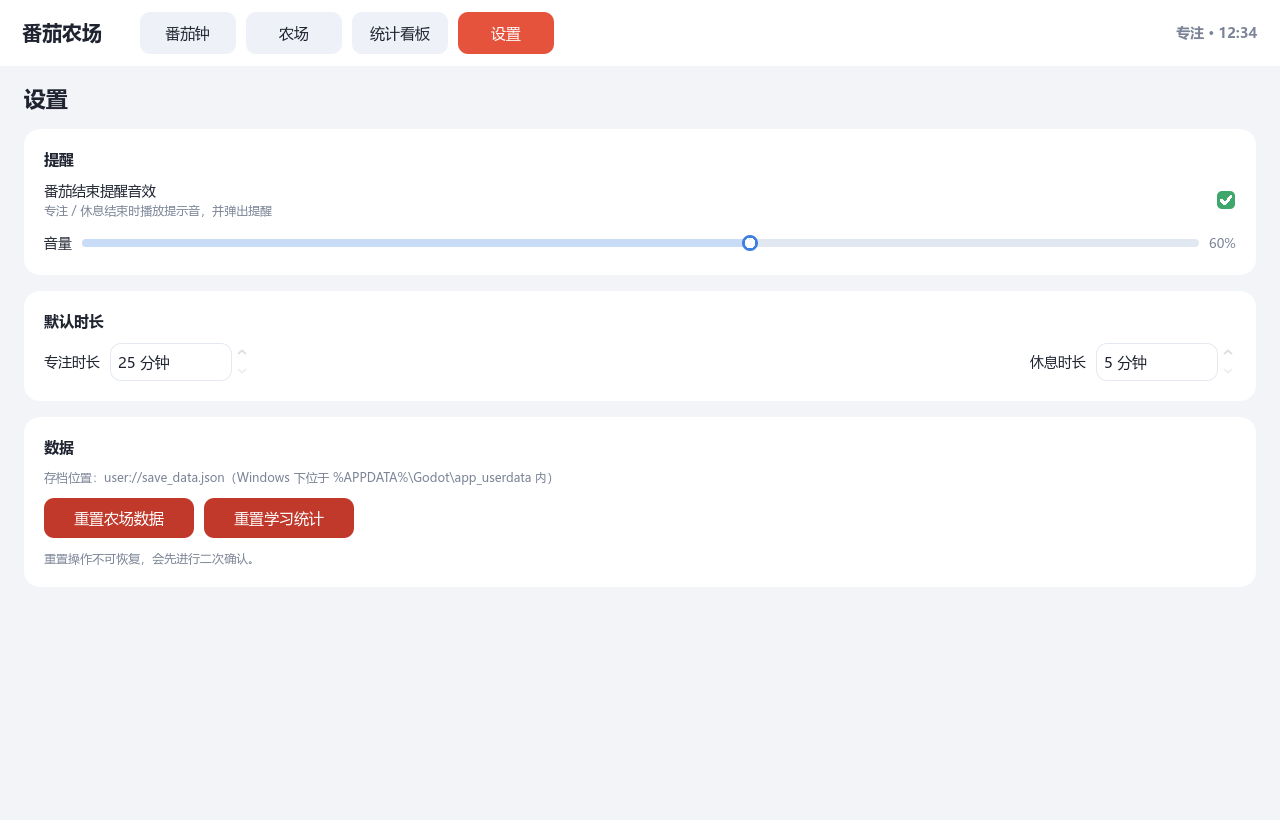 番茄农场
番茄钟
农场
统计看板
设置
专注 • 12:34
设置
提醒
番茄结束提醒音效
专注 / 休息结束时播放提示音，并弹出提醒
音量
60%
默认时长
专注时长
25 分钟
休息时长
5 分钟
数据
存档位置：user://save_data.json（Windows 下位于 %APPDATA%\Godot\app_userdata 内）
重置农场数据
重置学习统计
重置操作不可恢复，会先进行二次确认。